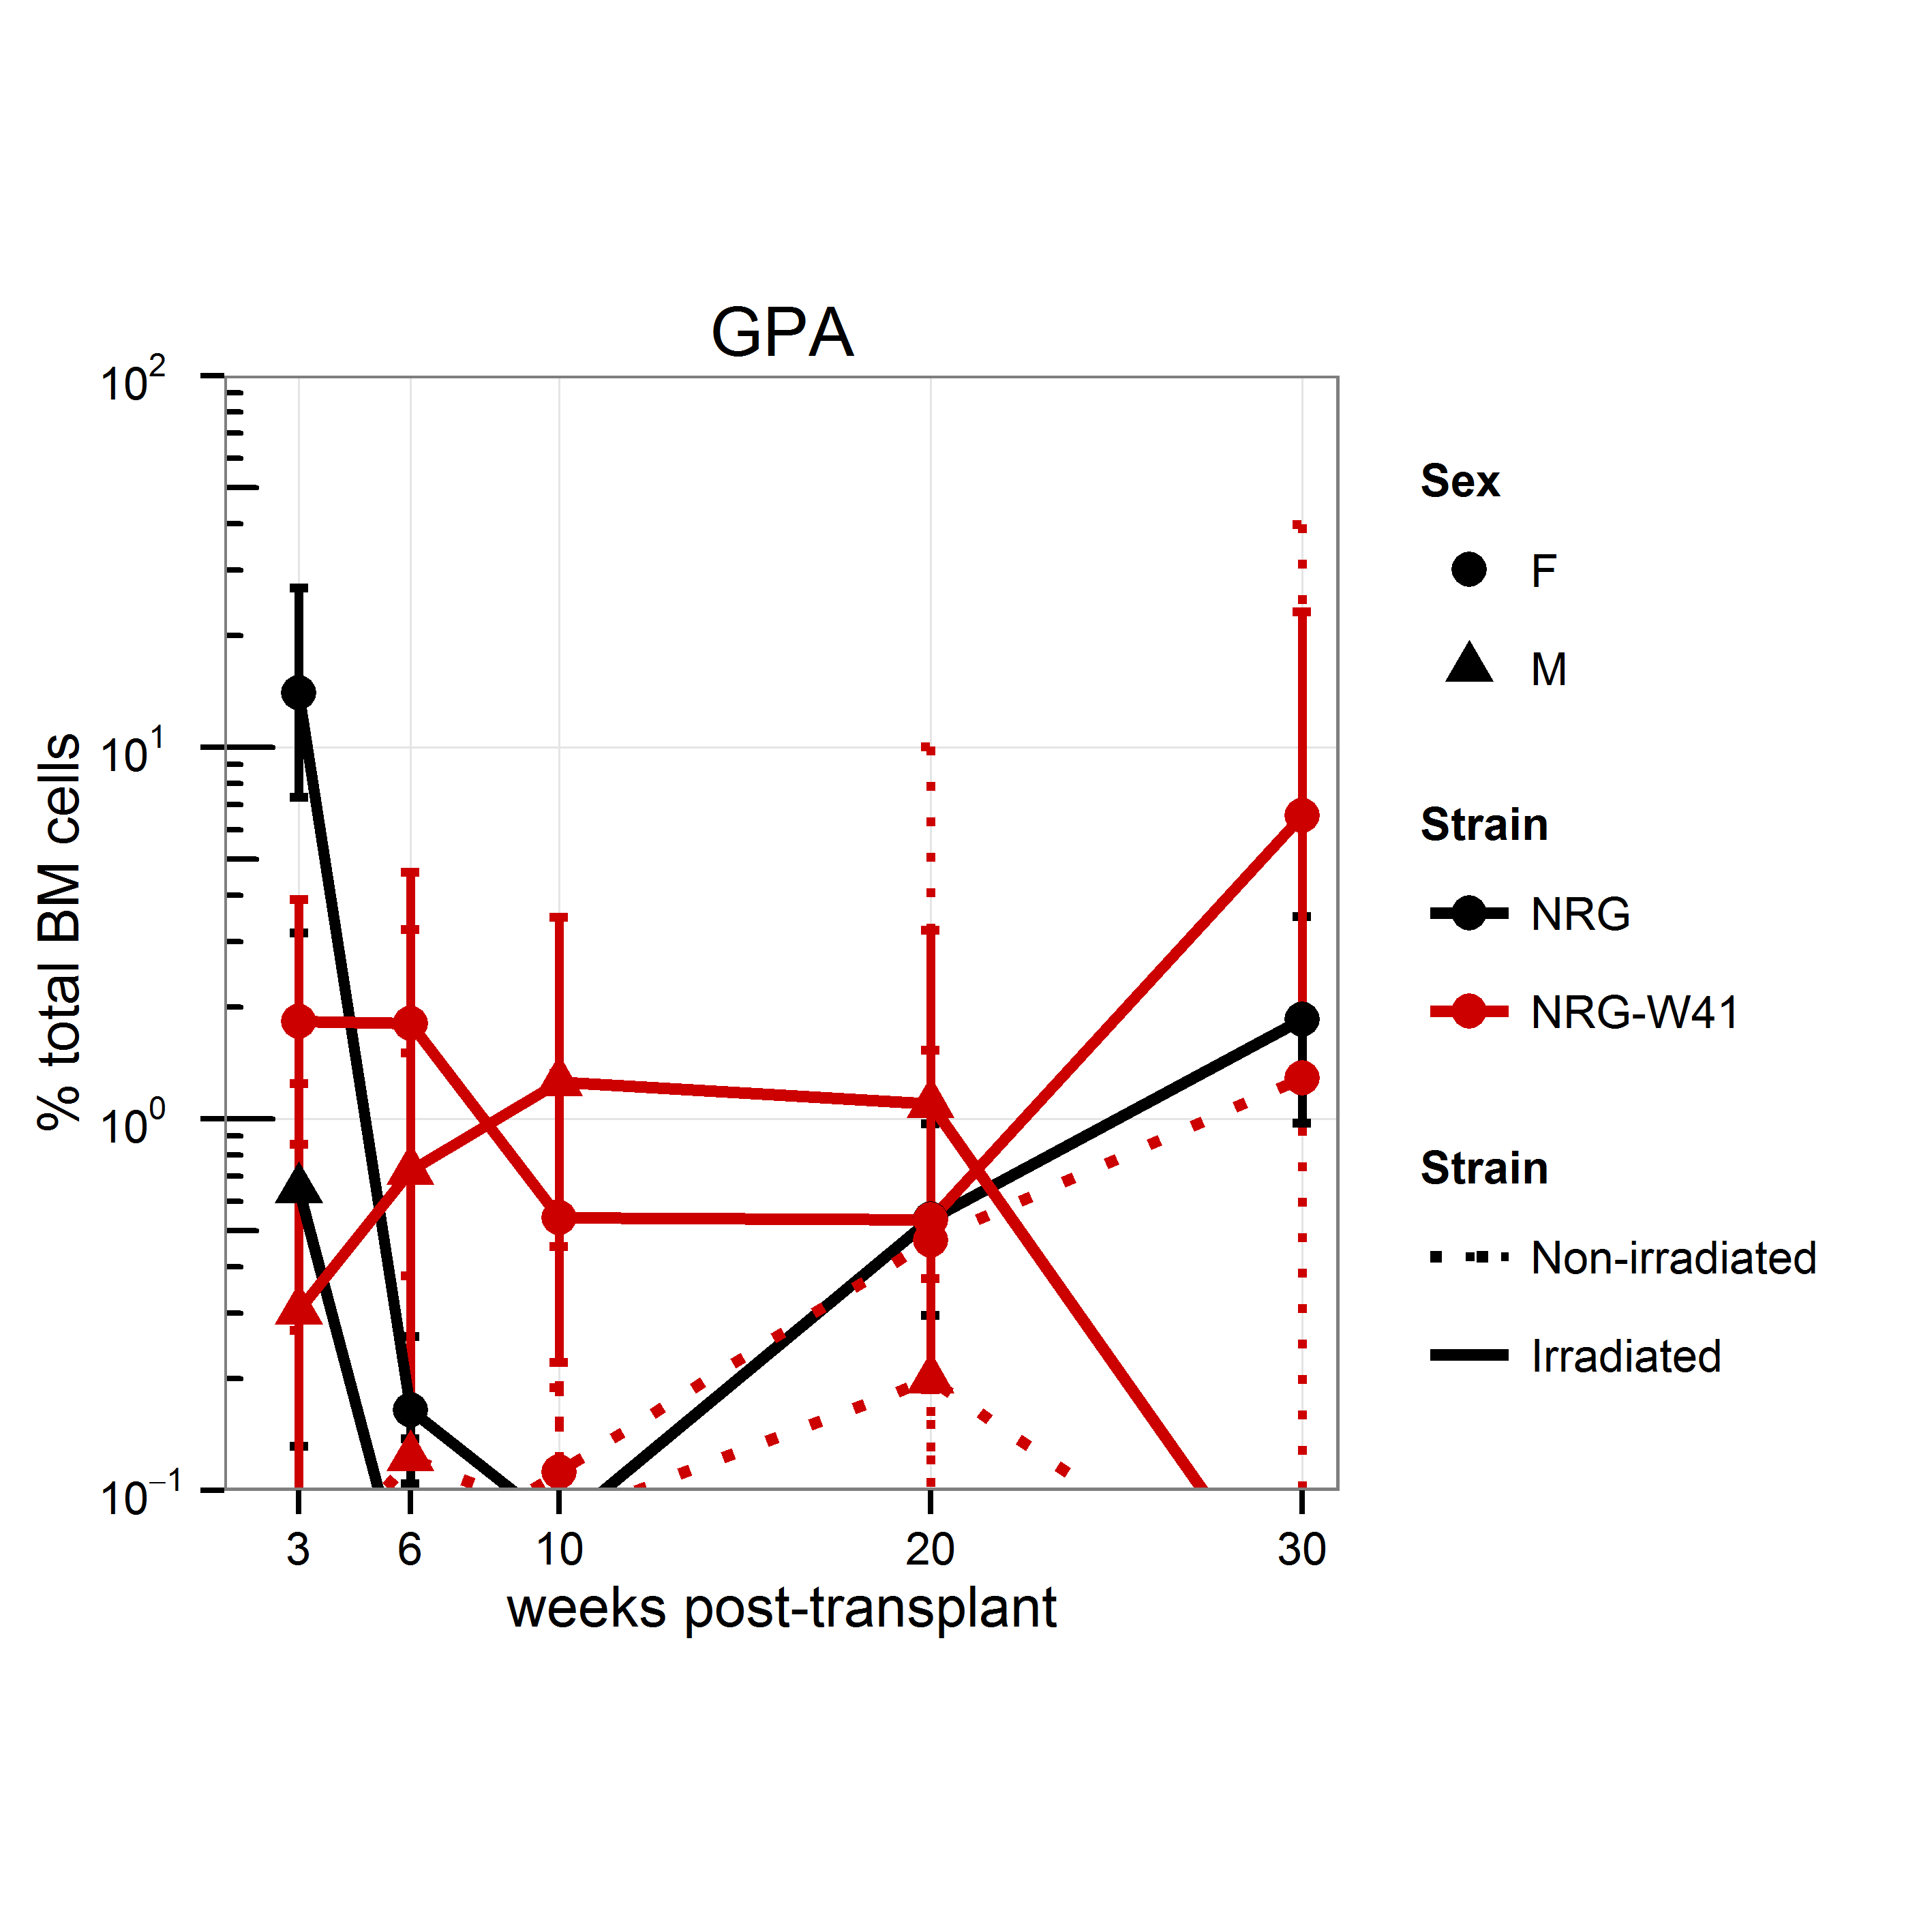 GPA
10²
10¹
10⁰
10⁻¹
% total BM cells
3 6 10 20 30
weeks post-transplant
Sex
F
M
Strain
NRG
NRG-W41
Strain
Non-irradiated
Irradiated